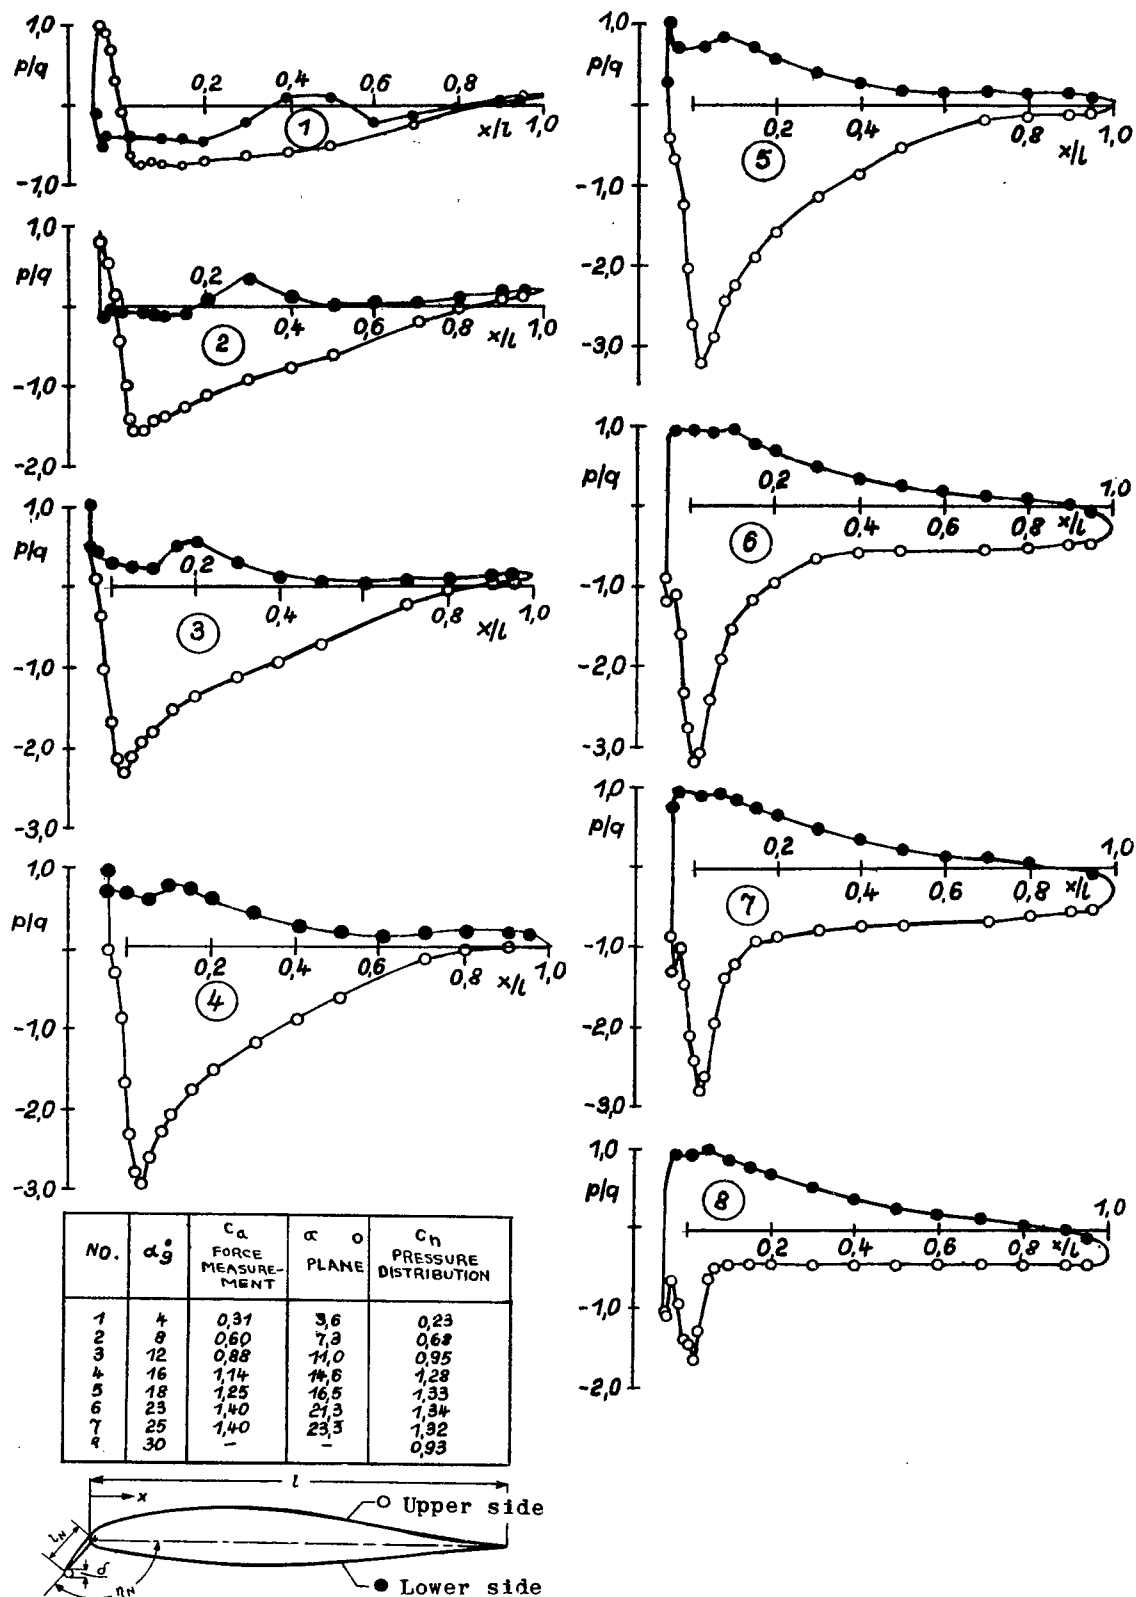 1,0
p/q
0,2
0,4
0,6
0,8
1,0
x/l
-1,0
1
1,0
p/q
0,2
0,4
0,6
0,8
x/l
1,0
-1,0
-2,0
2
1,0
p/q
0,2
0,4
0,8
1,0
x/l
-1,0
-2,0
-3,0
3
1,0
p/q
0,2
0,4
0,6
0,8
x/l
1,0
-1,0
-2,0
-3,0
4
NO. αg° Ca FORCE MEASURE-MENT α ° PLANE Cn PRESSURE DISTRIBUTION
1 4 0,31 3,6 0,23
2 8 0,60 7,3 0,68
3 12 0,88 11,0 0,95
4 16 1,14 14,6 1,28
5 18 1,25 16,5 1,33
6 23 1,40 21,3 1,34
7 25 1,40 23,3 1,32
30 – – 0,93
l
x
lN
δ
ηN
Upper side
Lower side
1,0
p/q
0,2
0,8
x/l
1,0
-1,0
-2,0
-3,0
5
1,0
p/q
0,2
0,4
0,6
0,8
x/l
1,0
-1,0
-2,0
-3,0
6
1,0
p/q
0,2
0,4
0,6
0,8
x/l
1,0
-1,0
-2,0
-3,0
7
1,0
p/q
0,2
0,4
0,6
0,8
x/l
1,0
-1,0
-2,0
8